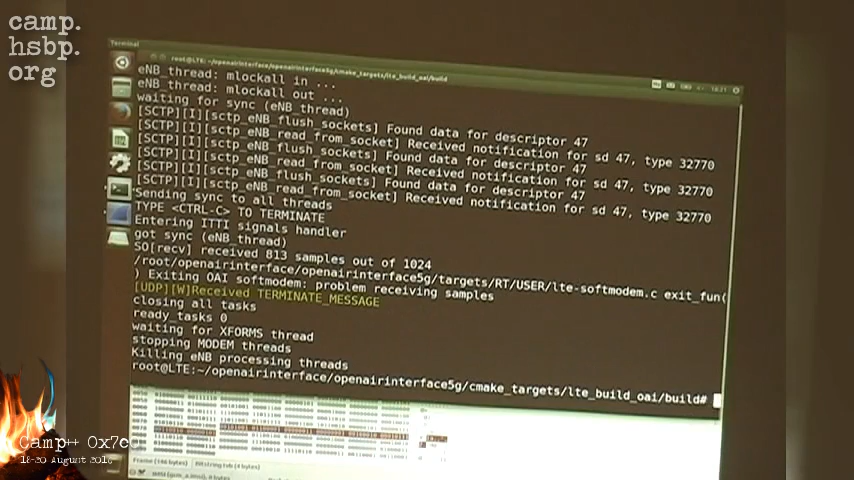 camp.
hsbp.
org
Terminal
root@LTE: ~/openairinterface/openairinterface5g/cmake_targets/lte_build_oai/build
eNB_thread: mlockall in ...
eNB_thread: mlockall out ...
waiting for sync (eNB_thread)
[SCTP][I][sctp_eNB_flush_sockets] Found data for descriptor 47
[SCTP][I][sctp_eNB_read_from_socket] Received notification for sd 47, type 32770
[SCTP][I][sctp_eNB_flush_sockets] Found data for descriptor 47
[SCTP][I][sctp_eNB_read_from_socket] Received notification for sd 47, type 32770
[SCTP][I][sctp_eNB_flush_sockets] Found data for descriptor 47
[SCTP][I][sctp_eNB_read_from_socket] Received notification for sd 47, type 32770
Sending sync to all threads
TYPE <CTRL-C> TO TERMINATE
Entering ITTI signals handler
got sync (eNB_thread)
SO[recv] received 813 samples out of 1024
/root/openairinterface/openairinterface5g/targets/RT/USER/lte-softmodem.c exit_fun(
) Exiting OAI softmodem: problem receiving samples
[UDP][W]Received TERMINATE_MESSAGE
closing all tasks
ready_tasks 0
waiting for XFORMS thread
stopping MODEM threads
Killing eNB processing threads
root@LTE:~/openairinterface/openairinterface5g/cmake_targets/lte_build_oai/build#
Camp++ 0x7c0
18-20 August 2016